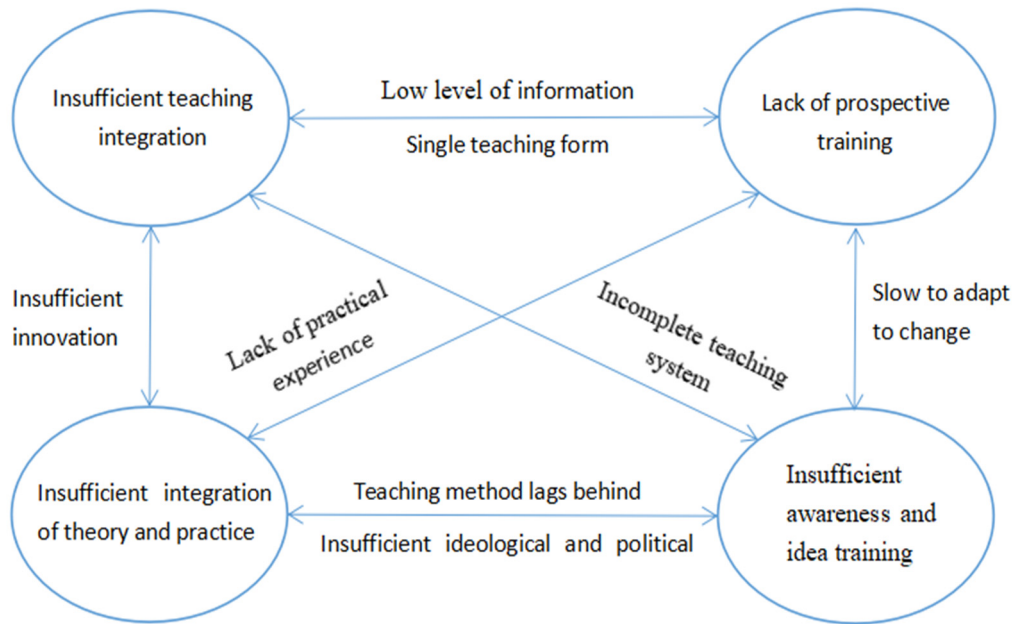 Insufficient teaching
integration
Low level of information
Single teaching form
Lack of prospective
training
Insufficient
innovation
Lack of practical
experience
Incomplete teaching
system
Slow to adapt
to change
Insufficient integration
of theory and practice
Teaching method lags behind
Insufficient ideological and political
Insufficient
awareness and
idea training